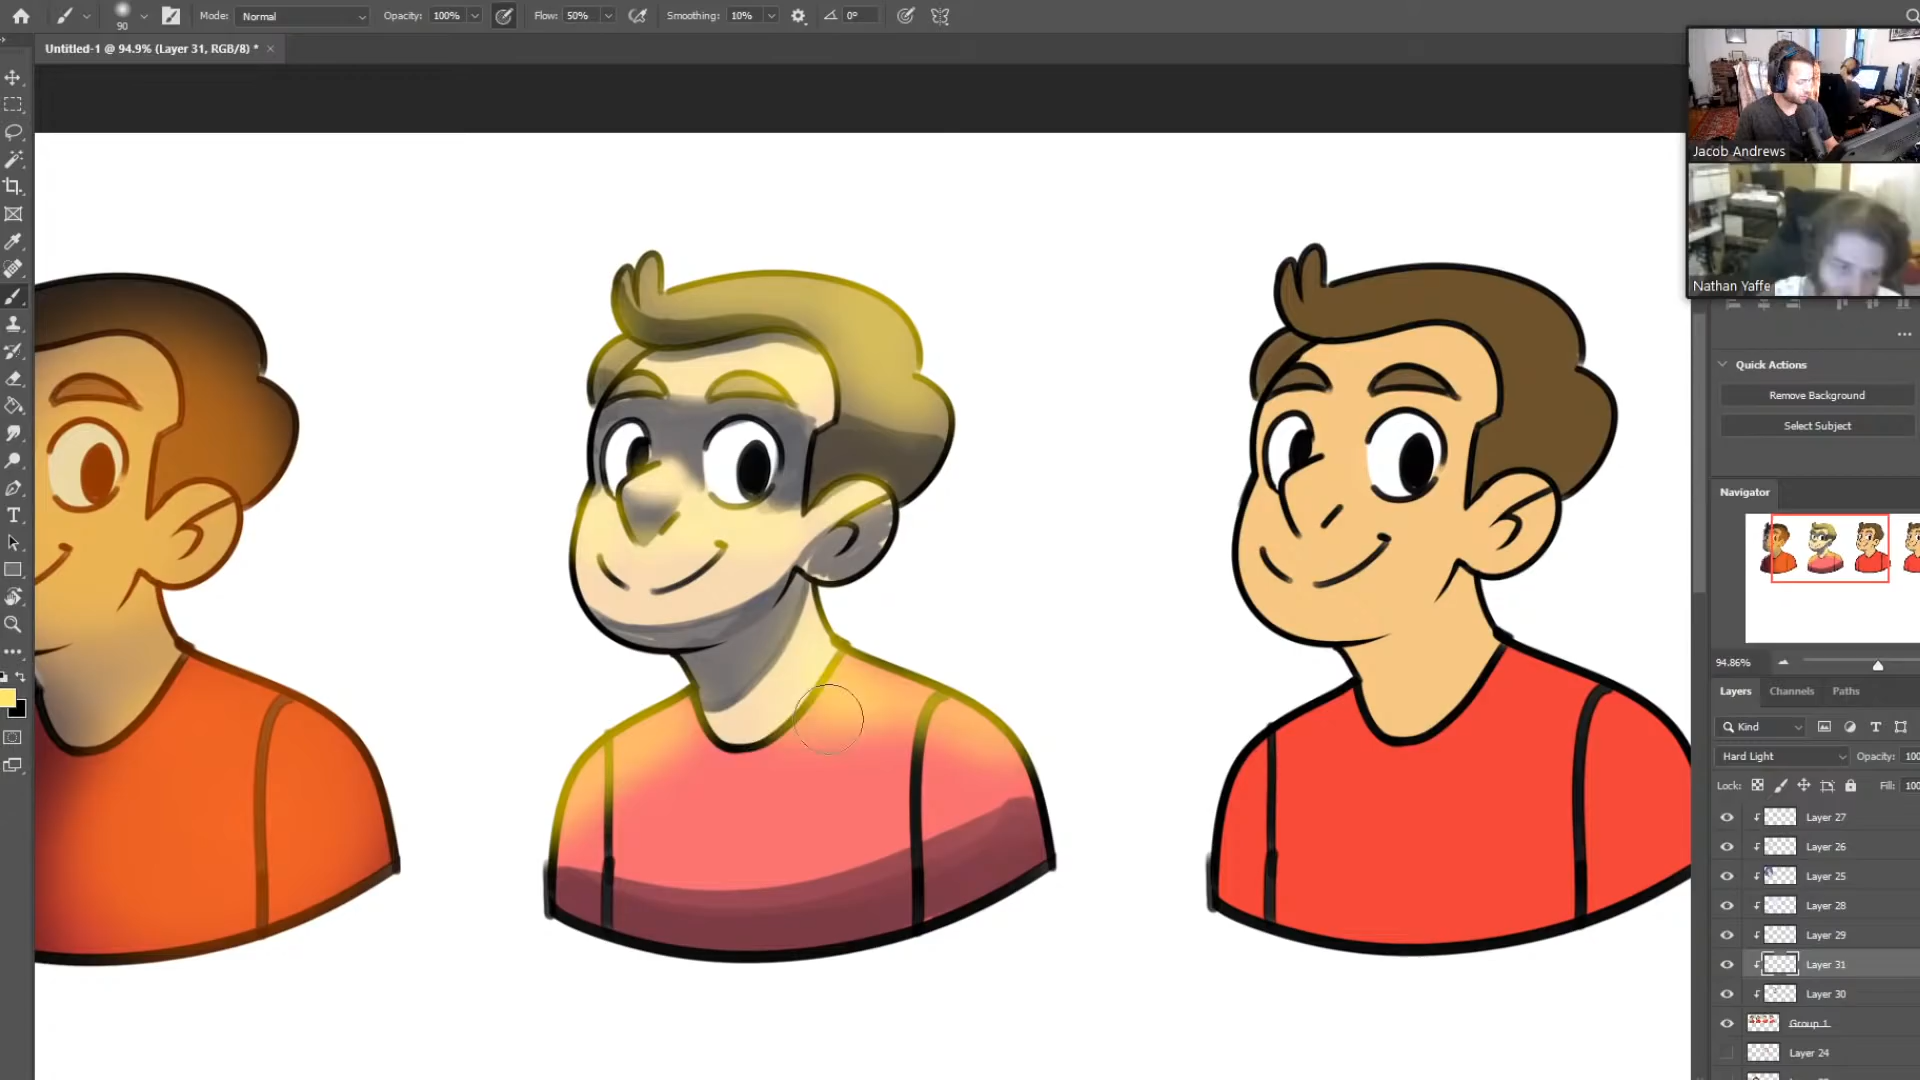 90
Mode: Normal
Opacity: 100%
Flow: 50%
Smoothing: 10%
0°
Untitled-1 @ 94.9% (Layer 31, RGB/8) *
Jacob Andrews
Nathan Yaffe
Quick Actions
Remove Background
Select Subject
Navigator
94.86%
Layers Channels Paths
Kind
Hard Light
Opacity: 100
Lock:
Fill: 100
Layer 27
Layer 26
Layer 25
Layer 28
Layer 29
Layer 31
Layer 30
Group 1
Layer 24